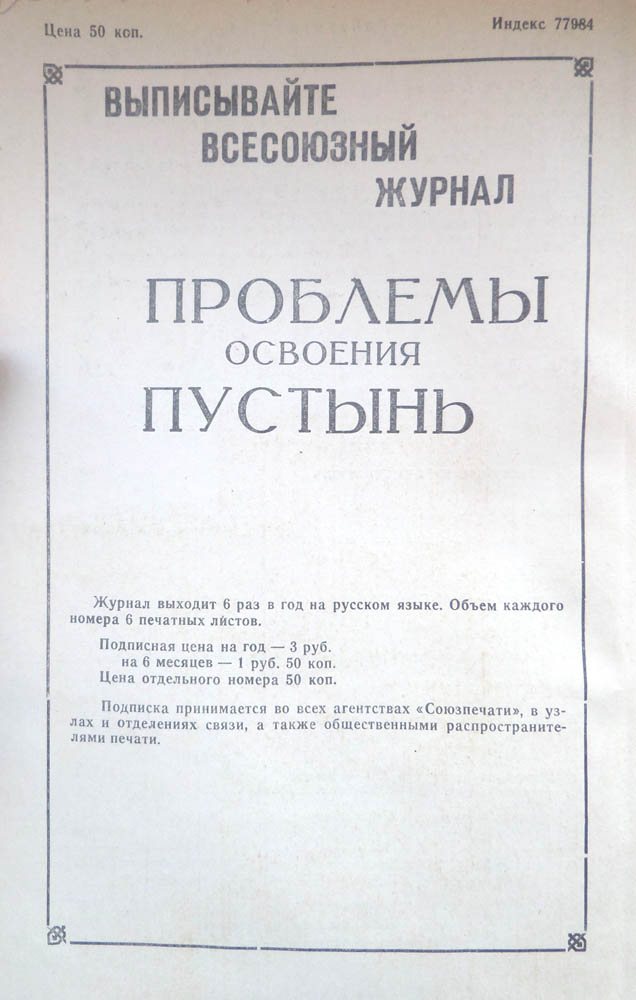 Цена 50 коп.
Индекс 77984
ВЫПИСЫВАЙТЕ
ВСЕСОЮЗНЫЙ
ЖУРНАЛ
ПРОБЛЕМЫ
ОСВОЕНИЯ
ПУСТЫНЬ
Журнал выходит 6 раз в год на русском языке. Объем каждого
номера 6 печатных листов.
Подписная цена на год — 3 руб.
на 6 месяцев — 1 руб. 50 коп.
Цена отдельного номера 50 коп.
Подписка принимается во всех агентствах «Союзпечати», в уз-
лах и отделениях связи, а также общественными распространите-
лями печати.